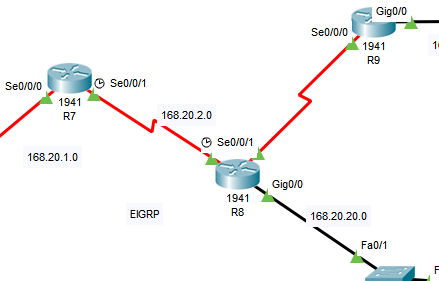 Gig0/0
Se0/0/0
1941
R9
16
Se0/0/0
Se0/0/1
1941
R7
168.20.2.0
Se0/0/1
168.20.1.0
1941
R8
Gig0/0
EIGRP
168.20.20.0
Fa0/1
F